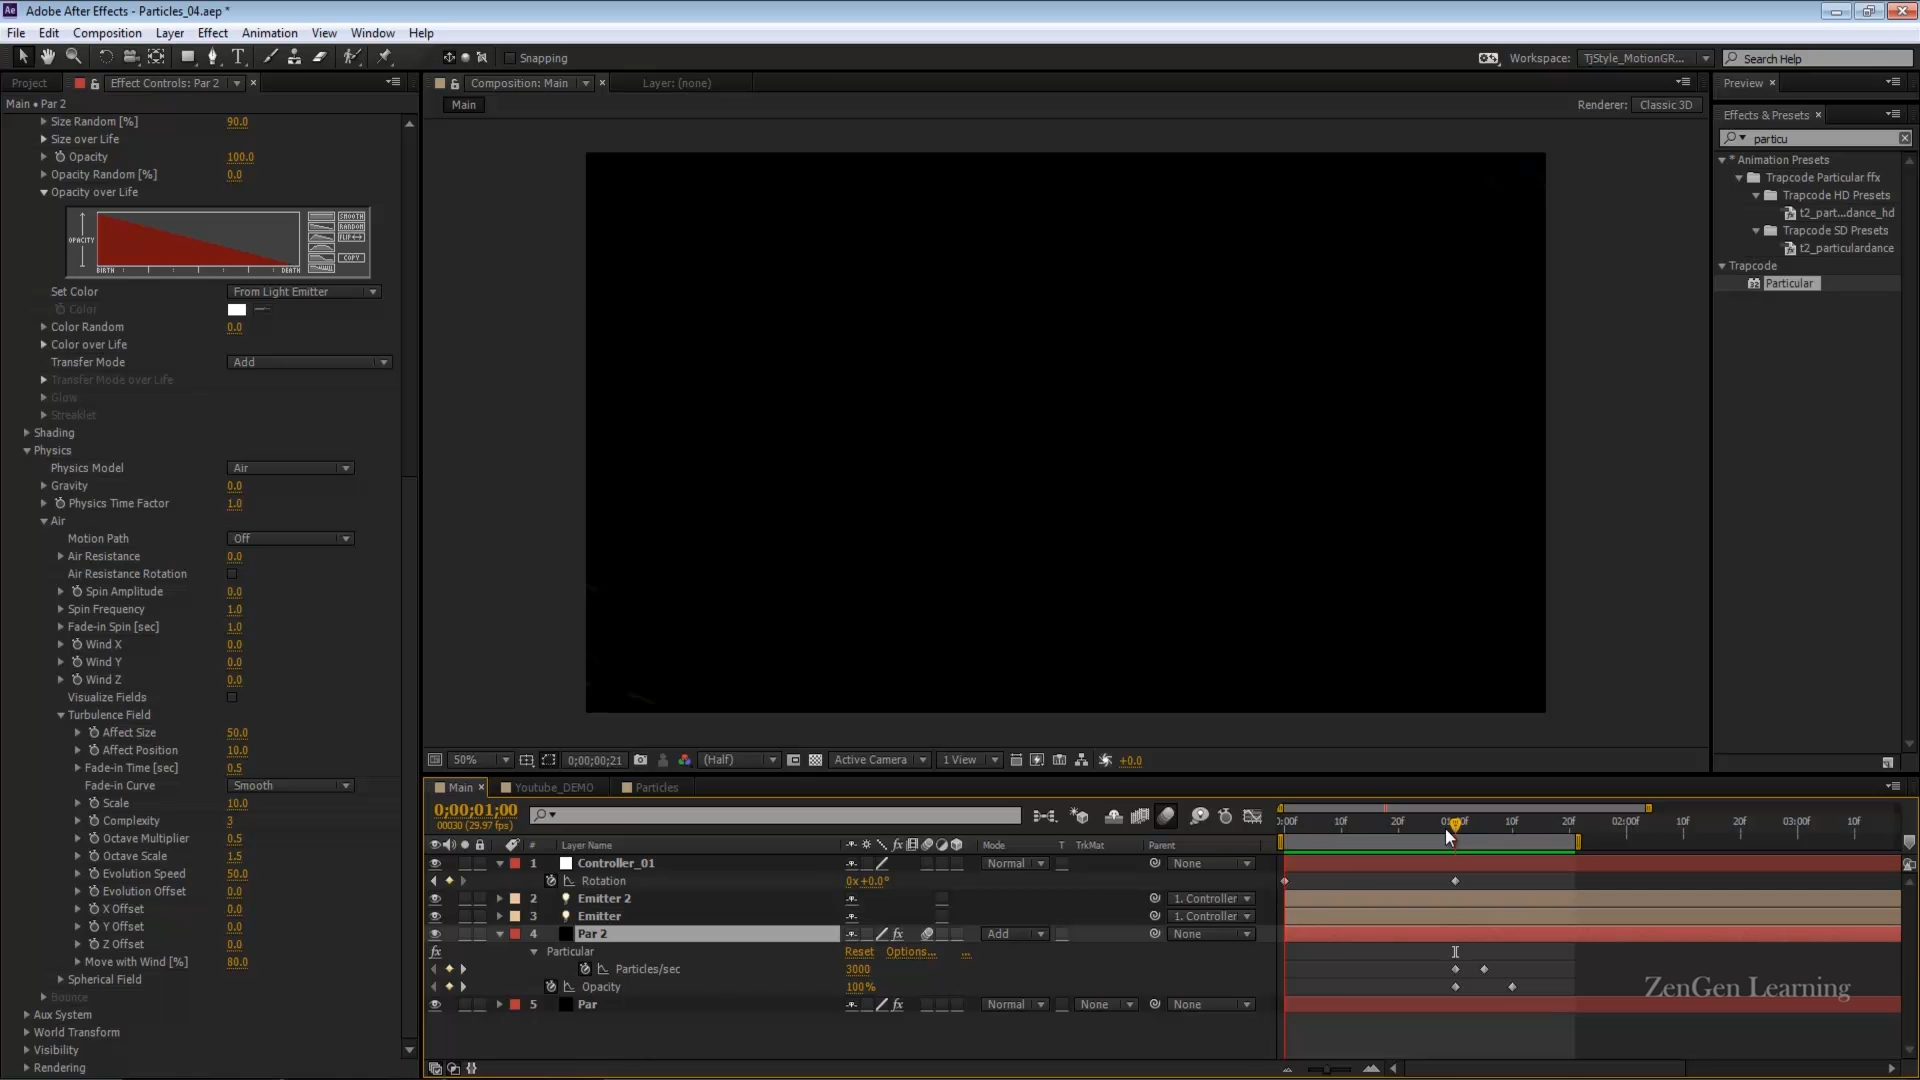 Adobe After Effects - Particles_04.aep *
File Edit Composition Layer Effect Animation View Window Help
Snapping Workspace: TjStyle_MotionGR... Search Help
Project Effect Controls: Par 2 Composition: Main Layer: (none) Preview
Main • Par 2
Main Renderer: Classic 3D
Effects & Presets
particu
* Animation Presets
Trapcode Particular ffx
Trapcode HD Presets
t2_part...dance_hd
Trapcode SD Presets
t2_particulardance
Trapcode
Particular
Size Random [%] 90.0
Size over Life
Opacity 100.0
Opacity Random [%] 0.0
Opacity over Life
OPACITY
BIRTH DEATH
SMOOTH
RANDOM
FLIP
COPY
Set Color From Light Emitter
Color
Color Random 0.0
Color over Life
Transfer Mode Add
Transfer Mode over Life
Glow
Streaklet
Shading
Physics
Physics Model Air
Gravity 0.0
Physics Time Factor 1.0
Air
Motion Path Off
Air Resistance 0.0
Air Resistance Rotation
Spin Amplitude 0.0
Spin Frequency 1.0
Fade-in Spin [sec] 1.0
Wind X 0.0
Wind Y 0.0
Wind Z 0.0
Visualize Fields
Turbulence Field
Affect Size 50.0
Affect Position 10.0
Fade-in Time [sec] 0.5
Fade-in Curve Smooth
Scale 10.0
Complexity 3
Octave Multiplier 0.5
Octave Scale 1.5
Evolution Speed 50.0
Evolution Offset 0.0
X Offset 0.0
Y Offset 0.0
Z Offset 0.0
Move with Wind [%] 80.0
Spherical Field
Bounce
Aux System
World Transform
Visibility
Rendering
50% 0;00;00;21 (Half) Active Camera 1 View +0.0
Main Youtube_DEMO Particles
0;00;01;00
00030 (29.97 fps)
:00f 10f 20f 01:00f 10f 20f 02:00f 10f 20f 03:00f 10f
# Layer Name fx Mode T TrkMat Parent
1 Controller_01 Normal None
Rotation 0x+0.0°
2 Emitter 2 1. Controller
3 Emitter 1. Controller
4 Par 2 fx Add None
fx Particular Reset Options... ...
Particles/sec 3000
Opacity 100%
5 Par fx Normal None None
ZenGen Learning